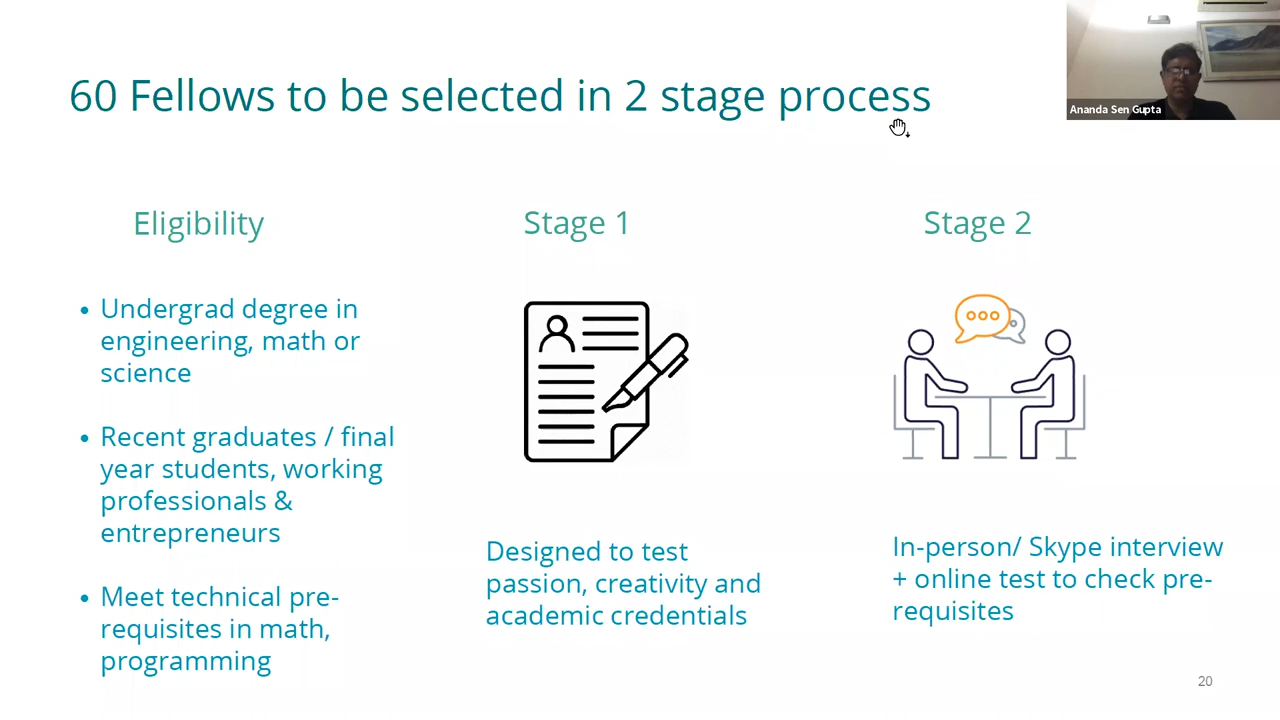 60 Fellows to be selected in 2 stage process
Ananda Sen Gupta
Eligibility
• Undergrad degree in
engineering, math or
science
• Recent graduates / final
year students, working
professionals &
entrepreneurs
• Meet technical pre-
requisites in math,
programming
Stage 1
Designed to test
passion, creativity and
academic credentials
Stage 2
In-person/ Skype interview
+ online test to check pre-
requisites
20